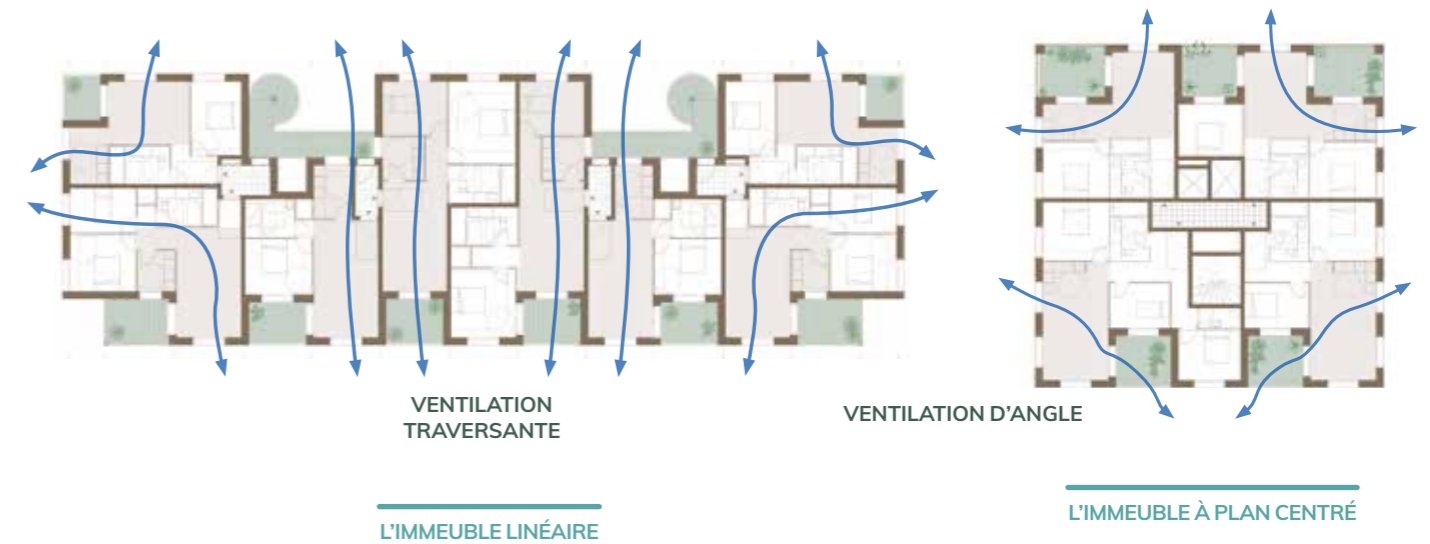 VENTILATION
TRAVERSANTE
VENTILATION D'ANGLE
L'IMMEUBLE LINÉAIRE
L'IMMEUBLE À PLAN CENTRÉ